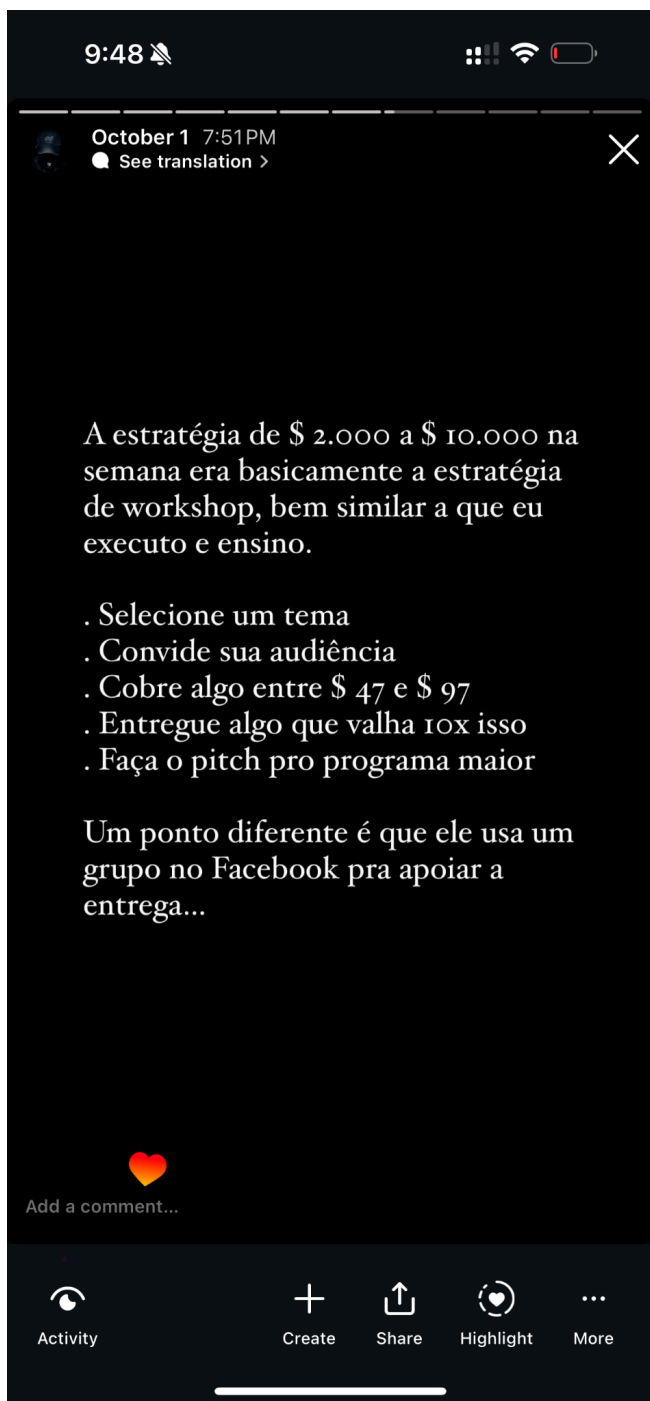 9:48
October 1 7:51PM
See translation >
A estratégia de $ 2.000 a $ 10.000 na
semana era basicamente a estratégia
de workshop, bem similar a que eu
executo e ensino.
. Selecione um tema
. Convide sua audiência
. Cobre algo entre $ 47 e $ 97
. Entregue algo que valha 10x isso
. Faça o pitch pro programa maior
Um ponto diferente é que ele usa um
grupo no Facebook pra apoiar a
entrega...
Add a comment...
Activity Create Share Highlight More